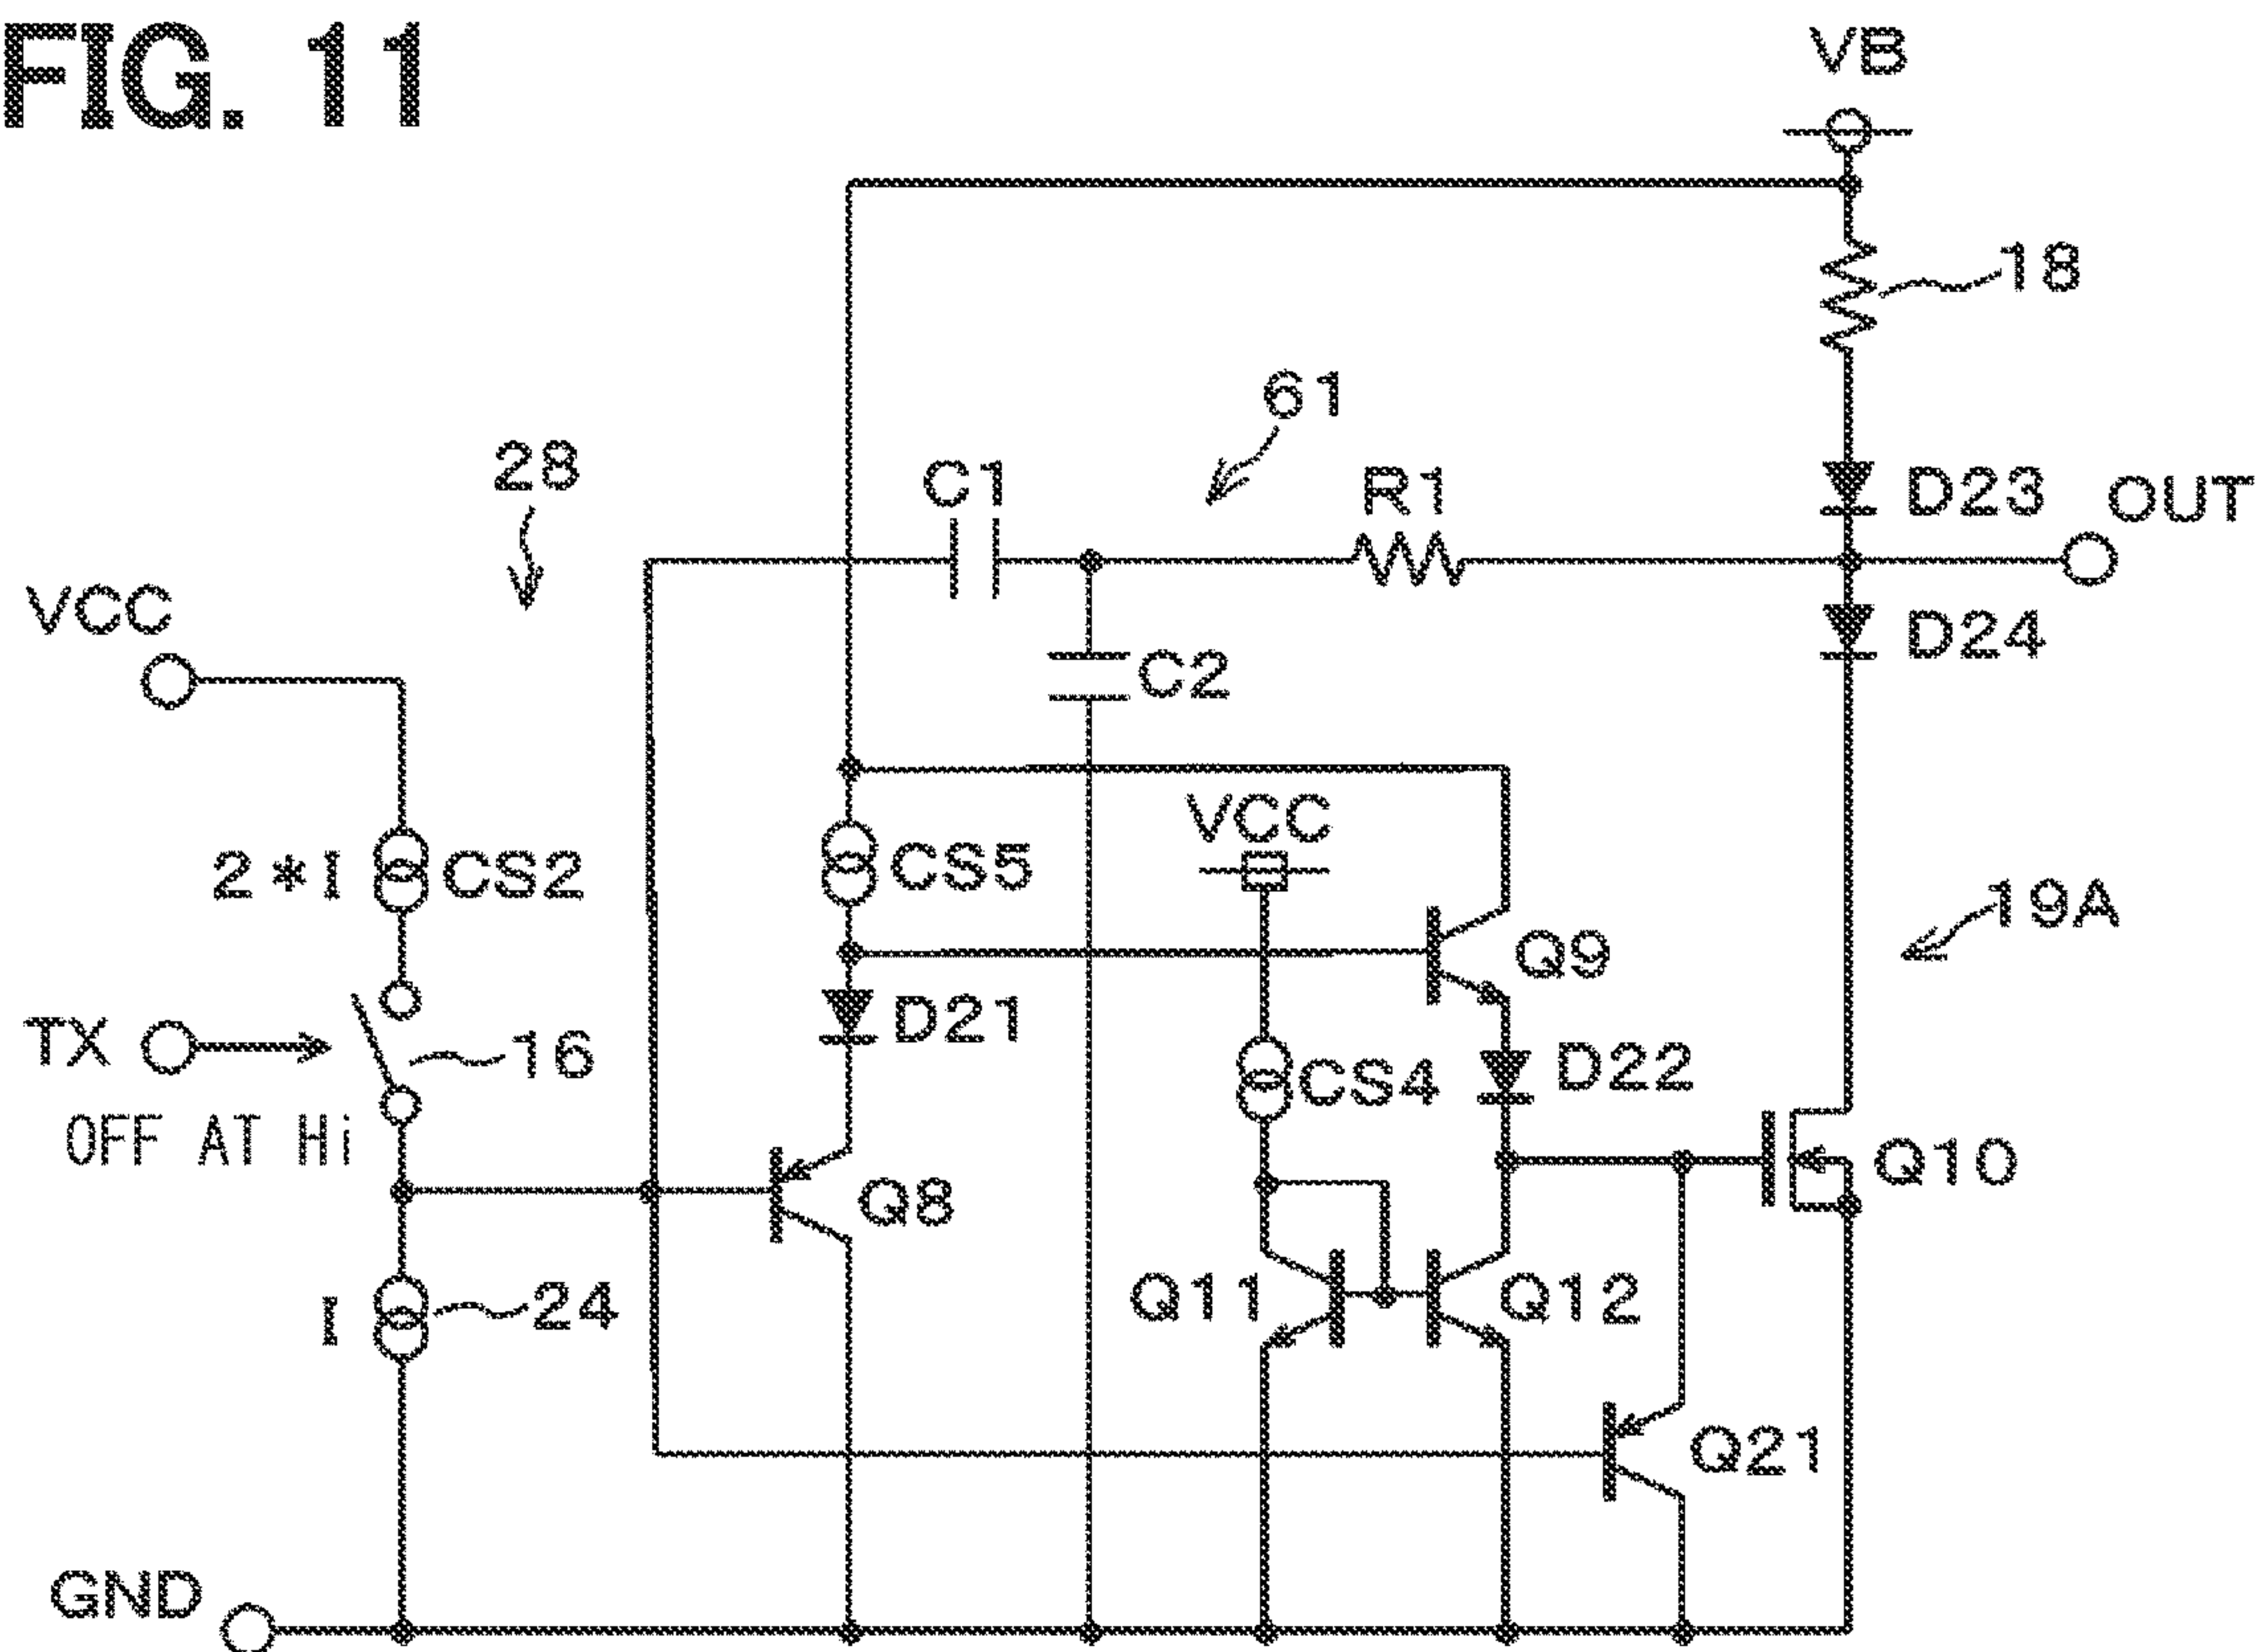 FIG. 11
VB
18
61
28
C1
R1
D23
OUT
VCC
D24
C2
VCC
2*I
CS2
CS5
19A
Q9
TX
16
D21
CS4
D22
OFF AT Hi
Q8
Q10
I
24
Q11
Q12
Q21
GND